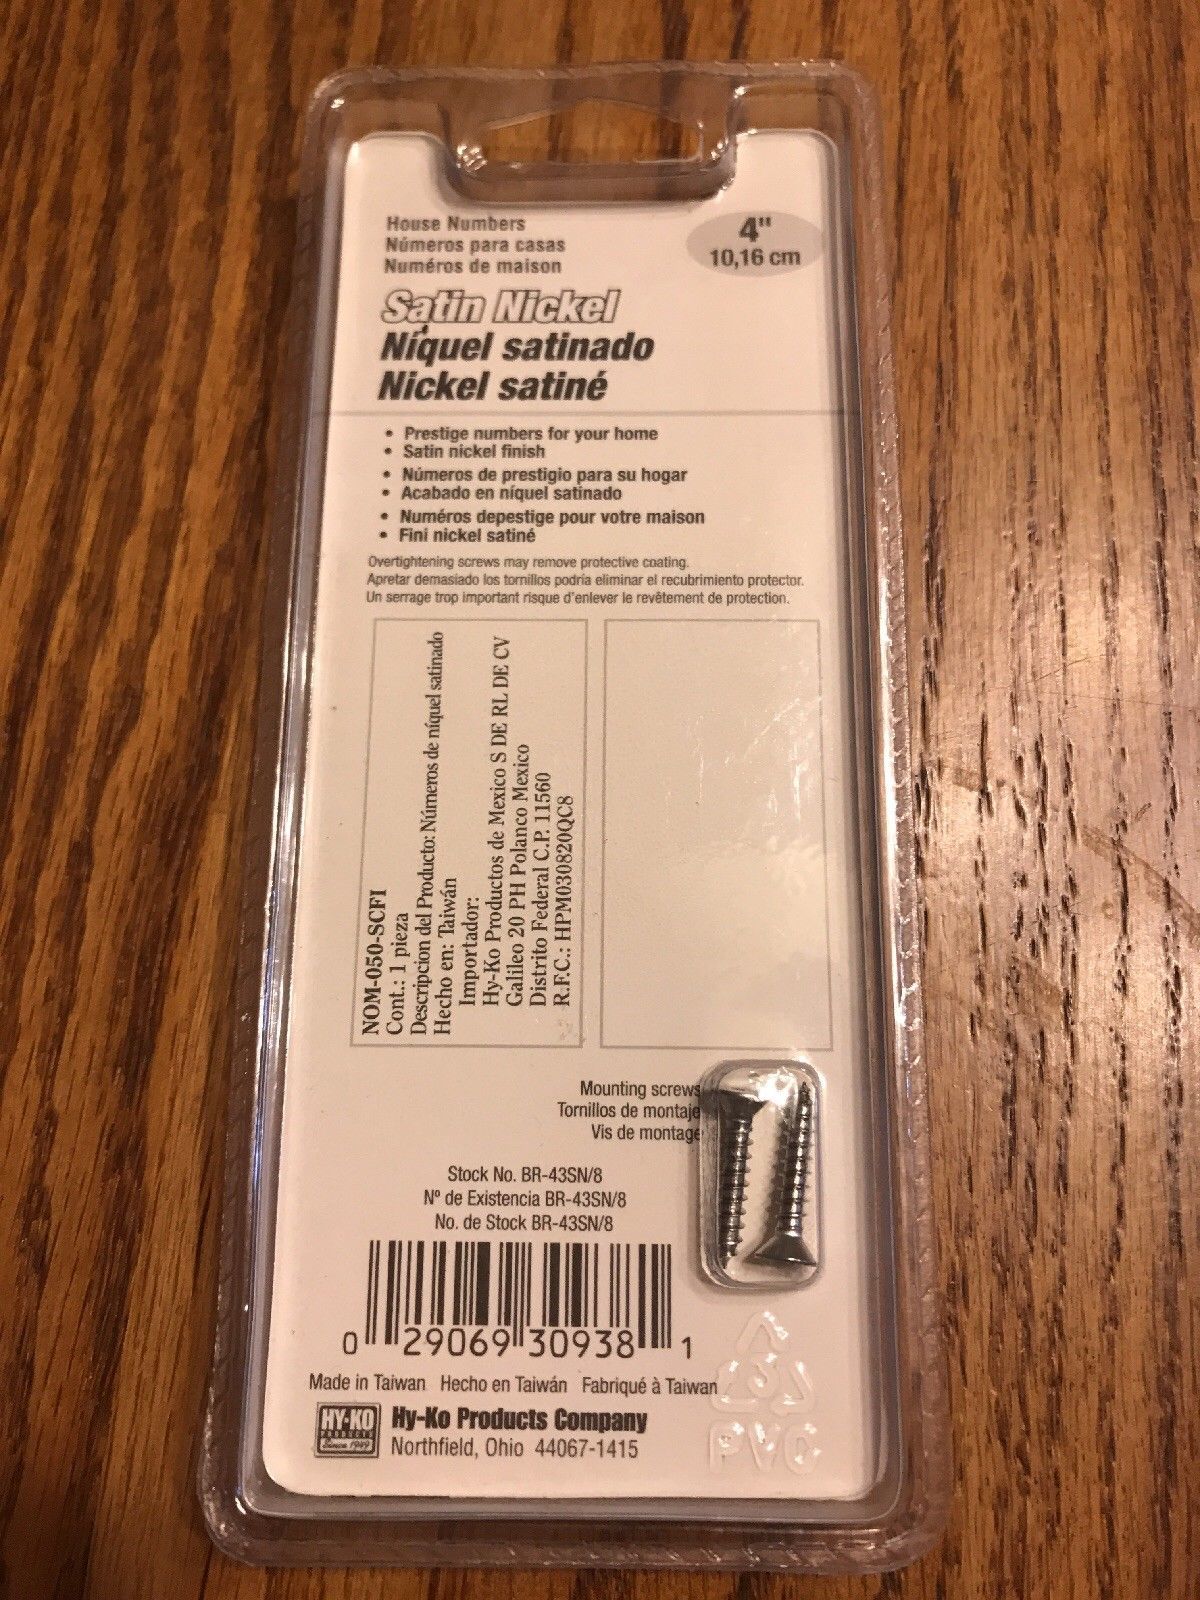 House Numbers
Números para casas
Numéros de maison
4"
10,16 cm
Satin Nickel
Níquel satinado
Nickel satiné
• Prestige numbers for your home
• Satin nickel finish
• Números de prestigio para su hogar
• Acabado en níquel satinado
• Numéros depestige pour votre maison
• Fini nickel satiné
Overtightening screws may remove protective coating.
Apretar demasiado los tornillos podría eliminar el recubrimiento protector.
Un serrage trop important risque d'enlever le revêtement de protection.
NOM-050-SCFI
Cont.: 1 pieza
Descripcion del Producto: Números de níquel satinado
Hecho en: Taiwán
Importador:
Hy-Ko Productos de Mexico S DE RL DE CV
Galileo 20 PH Polanco Mexico
Distrito Federal C.P. 11560
R.F.C.: HPM030820QC8
Mounting screws
Tornillos de montaje
Vis de montage
Stock No. BR-43SN/8
Nº de Existencia BR-43SN/8
No. de Stock BR-43SN/8
0 29069 30938 1
Made in Taiwan Hecho en Taiwán Fabriqué à Taiwan
HY-KO
PRODUCTS
Since 1949
Hy-Ko Products Company
Northfield, Ohio 44067-1415
PVC